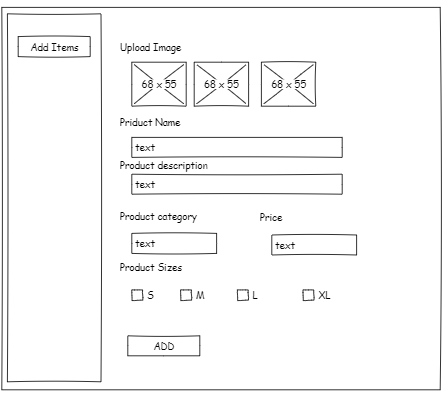 Add Items
Upload Image
68 x 55 68 x 55 68 x 55
Priduct Name
text
Product description
text
Product category Price
text text
Product Sizes
S M L XL
ADD